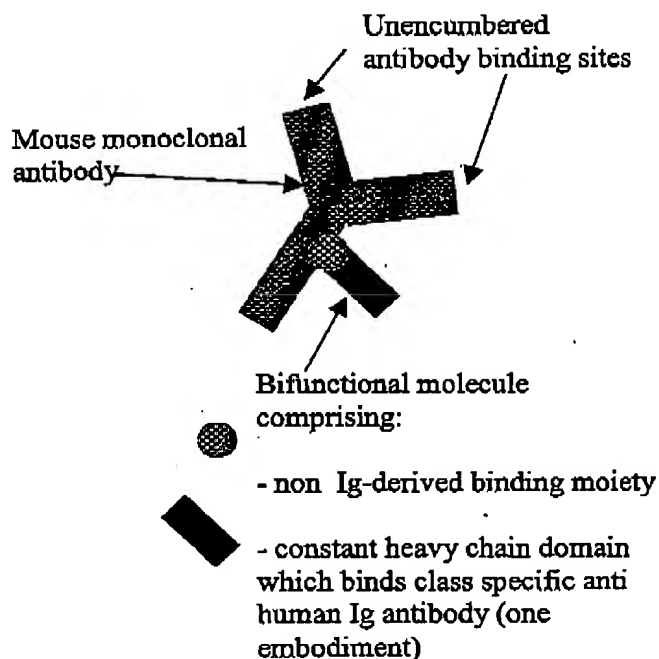 Unencumbered
antibody binding sites
Mouse monoclonal
antibody
Bifunctional molecule
comprising:
- non Ig-derived binding moiety
- constant heavy chain domain
which binds class specific anti
human Ig antibody (one
embodiment)